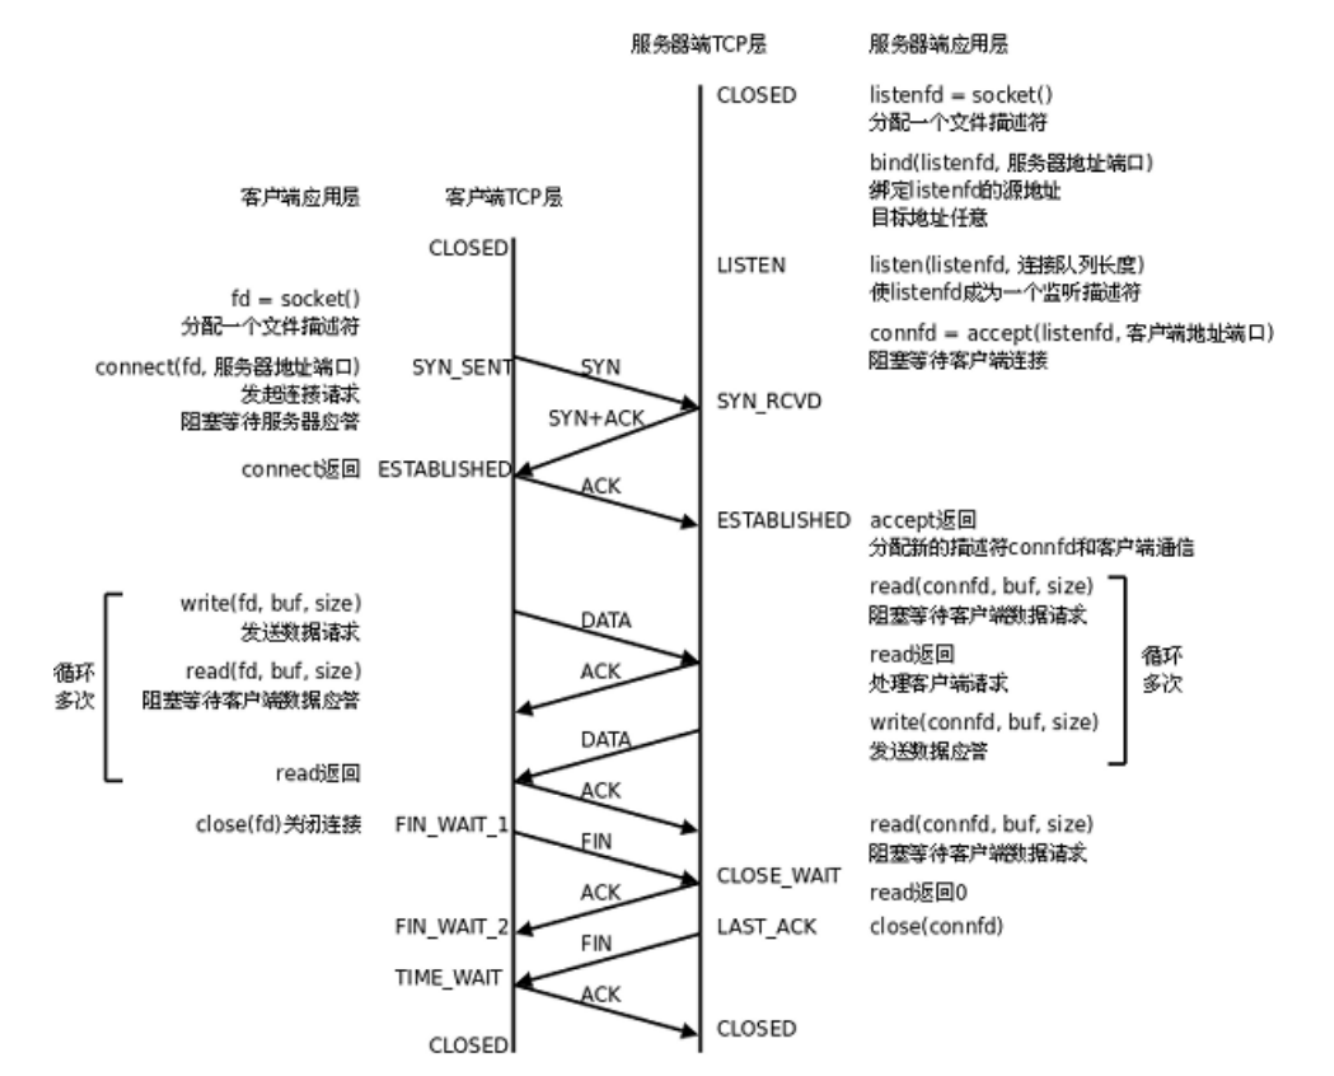 服务器端TCP层
服务器端应用层
CLOSED
listenfd = socket()
分配一个文件描述符
bind(listenfd, 服务器地址端口)
绑定listenfd的源地址
目标地址任意
客户端应用层
客户端TCP层
CLOSED
LISTEN
listen(listenfd, 连接队列长度)
使listenfd成为一个监听描述符
fd = socket()
分配一个文件描述符
connfd = accept(listenfd, 客户端地址端口)
阻塞等待客户端连接
connect(fd, 服务器地址端口)
发起连接请求
阻塞等待服务器应答
SYN_SENT
SYN
SYN_RCVD
SYN+ACK
connect返回
ESTABLISHED
ACK
ESTABLISHED
accept返回
分配新的描述符connfd和客户端通信
read(connfd, buf, size)
阻塞等待客户端数据请求
write(fd, buf, size)
发送数据请求
DATA
read返回
处理客户端请求
循环
多次
循环
多次
read(fd, buf, size)
阻塞等待客户端数据应答
ACK
write(connfd, buf, size)
发送数据应答
DATA
read返回
ACK
close(fd)关闭连接
FIN_WAIT_1
FIN
read(connfd, buf, size)
阻塞等待客户端数据请求
CLOSE_WAIT
read返回0
ACK
FIN_WAIT_2
LAST_ACK
close(connfd)
FIN
TIME_WAIT
ACK
CLOSED
CLOSED